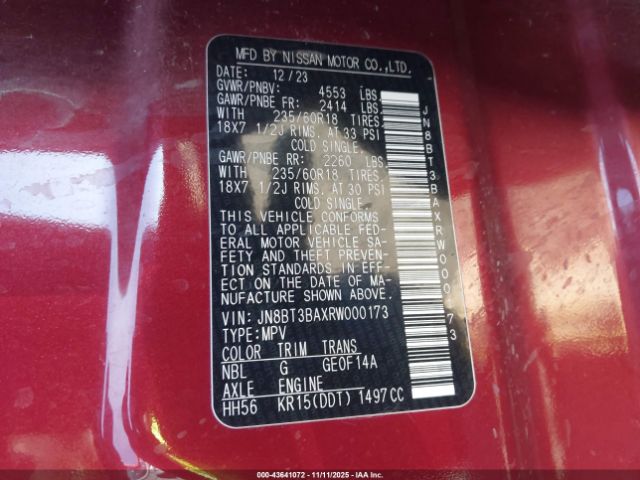 MFD BY NISSAN MOTOR CO.,LTD.
DATE: 12/23
GVWR/PNBV: 4553 LBS
GAWR/PNBE FR: 2414 LBS
WITH 235/60R18 TIRES,
18X7 1/2J RIMS, AT 33 PSI
COLD SINGLE.
GAWR/PNBE RR: 2260 LBS
WITH 235/60R18 TIRES,
18X7 1/2J RIMS, AT 30 PSI
COLD SINGLE.
THIS VEHICLE CONFORMS
TO ALL APPLICABLE FED-
ERAL MOTOR VEHICLE SA-
FETY AND THEFT PREVEN-
TION STANDARDS IN EFF-
ECT ON THE DATE OF MA-
NUFACTURE SHOWN ABOVE.
VIN: JN8BT3BAXRW000173
TYPE:MPV
COLOR TRIM TRANS
NBL G GE0F14A
AXLE ENGINE
HH56 KR15(DDT) 1497CC
JN8BT3BAXRW000173
000-43641072 - 11/11/2025 - IAA Inc.